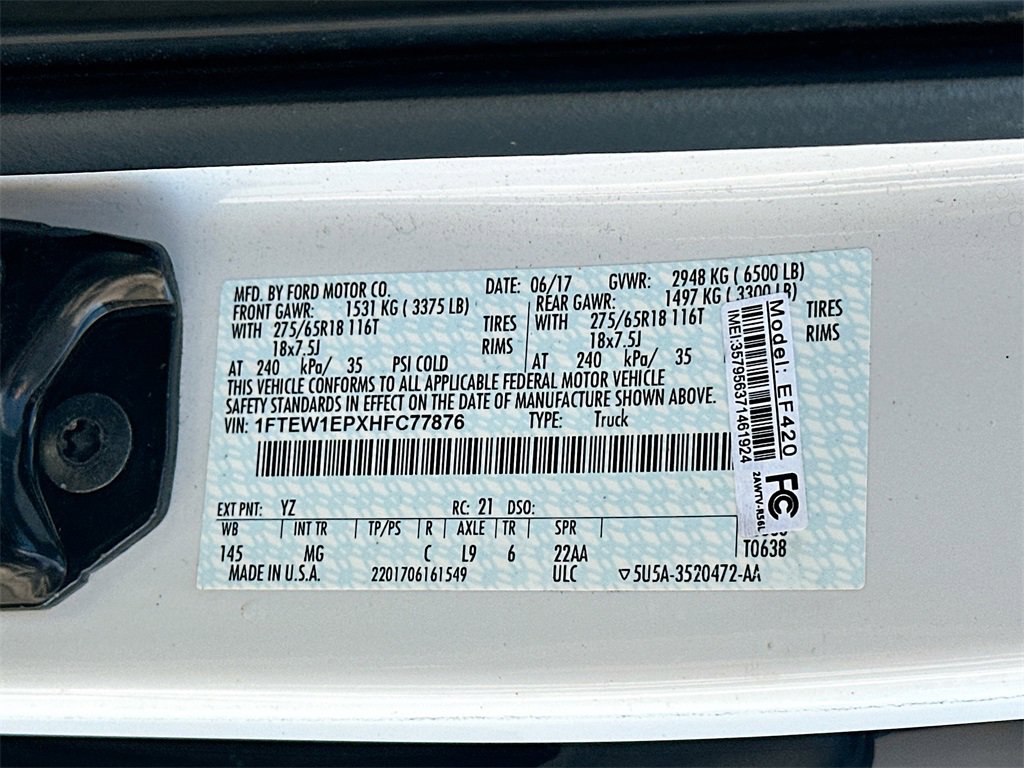 MFD. BY FORD MOTOR CO. DATE: 06/17 GVWR: 2948 KG ( 6500 LB)
FRONT GAWR: 1531 KG ( 3375 LB) REAR GAWR: 1497 KG ( 3300 LB)
WITH 275/65R18 116T TIRES WITH 275/65R18 116T TIRES
18x7.5J RIMS 18x7.5J RIMS
AT 240 kPa/ 35 PSI COLD AT 240 kPa/ 35
THIS VEHICLE CONFORMS TO ALL APPLICABLE FEDERAL MOTOR VEHICLE
SAFETY STANDARDS IN EFFECT ON THE DATE OF MANUFACTURE SHOWN ABOVE.
VIN: 1FTEW1EPXHFC77876 TYPE: Truck
EXT PNT: YZ RC: 21 DSO:
WB INT TR TP/PS R AXLE TR SPR
145 MG C L9 6 22AA T0638
MADE IN U.S.A. 2201706161549 ULC ▽5U5A-3520472-AA
Model: EF420
IMEI:357956371461924
FC